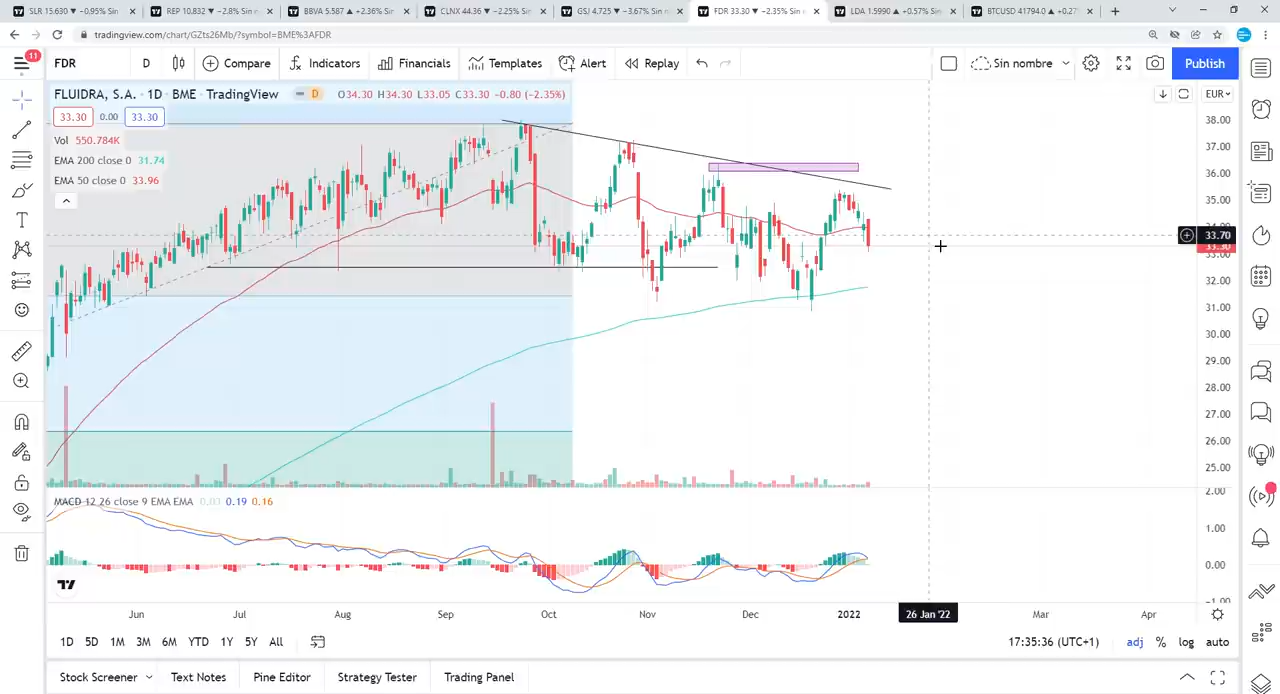 SLR 15.630 ▼ −0.95% Sin
REP 10.832 ▼ −2.8% Sin n
BBVA 5.587 ▲ +2.36% Sin
CLNX 44.36 ▼ −2.25% Sin
GSJ 4.725 ▼ −3.67% Sin n
FDR 33.30 ▼ −2.35% Sin
LDA 1.5990 ▲ +0.57% Sin
BTCUSD 41794.0 ▲ +0.27
tradingview.com/chart/GZts26Mb/?symbol=BME%3AFDR
11
FDR
D
Compare
Indicators
Financials
Templates
Alert
Replay
Sin nombre
Publish
FLUIDRA, S.A. · 1D · BME · TradingView
D
O34.30 H34.30 L33.05 C33.30 −0.80 (−2.35%)
EUR
33.30 0.00 33.30
Vol 550.784K
EMA 200 close 0 31.74
EMA 50 close 0 33.96
38.00
37.00
36.00
35.00
33.70
33.30
32.00
31.00
30.00
29.00
28.00
27.00
26.00
25.00
MACD 12 26 close 9 EMA EMA 0.03 0.19 0.16
2.00
1.00
0.00
Jun
Jul
Aug
Sep
Oct
Nov
Dec
2022
26 Jan '22
Mar
Apr
1D 5D 1M 3M 6M YTD 1Y 5Y All
17:35:36 (UTC+1)
adj % log auto
Stock Screener
Text Notes
Pine Editor
Strategy Tester
Trading Panel